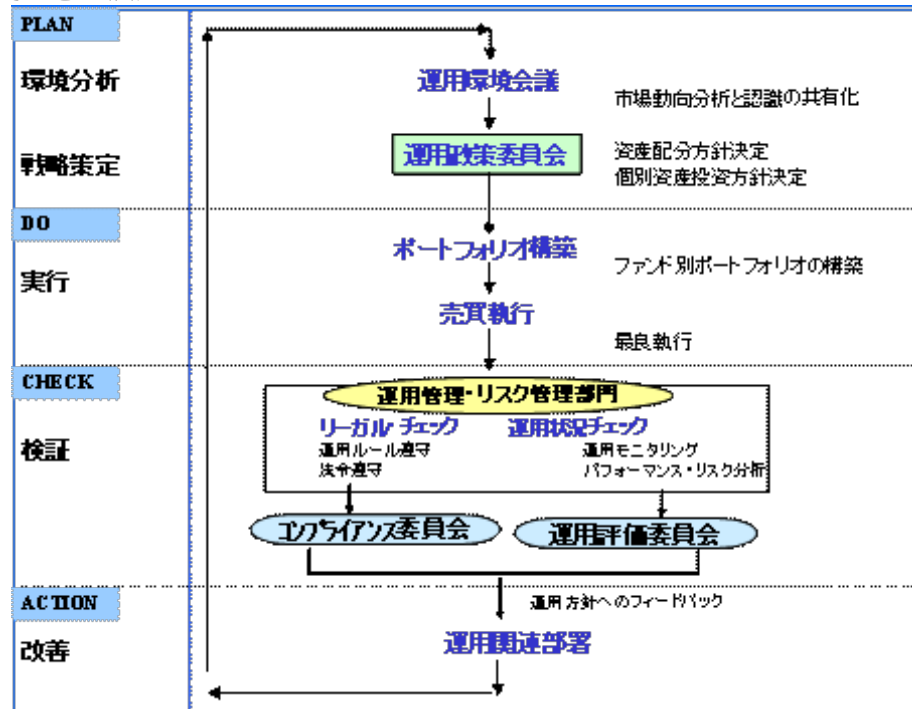 PLAN
環境分析
運用環境会議
市場動向分析と認識の共有化
戦略策定
運用政策委員会
資産配分方針決定
個別資産投資方針決定
DO
実行
ポートフォリオ構築
ファンド別ポートフォリオの構築
売買執行
最良執行
CHECK
検証
運用管理・リスク管理部門
リーガル チェック
運用状況チェック
運用ルール遵守
運用モニタリング
法令遵守
パフォーマンス・リスク分析
コンプライアンス委員会
運用評価委員会
ACTION
改善
運用方針へのフィードバック
運用関連部署